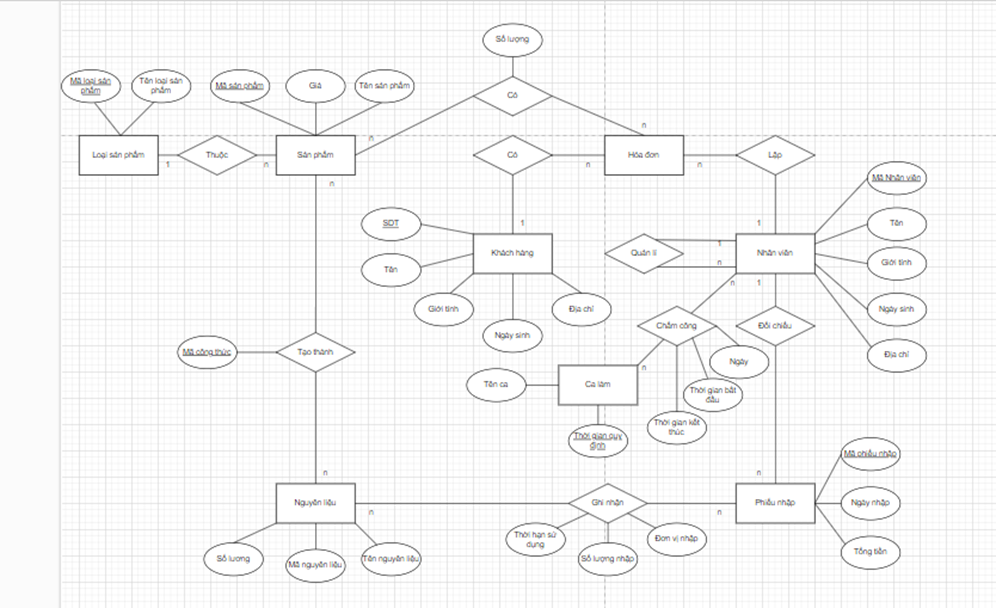 Số lượng
Mã loại sản
phẩm
Tên loại sản
phẩm
Mã sản phẩm
Giá
Tên sản phẩm
Có
n
n
Loại sản phẩm
1
Thuộc
n
Sản phẩm
n
Có
n
Hóa đơn
n
Lập
Mã Nhân viên
SDT
1
1
Tên
Khách hàng
Quản lí
1
n
Nhân viên
Tên
Giới tính
n
1
Giới tính
Địa chỉ
Ngày sinh
Ngày sinh
Chấm công
Đối chiếu
Địa chỉ
Mã công thức
Tạo thành
Ngày
n
Tên ca
Ca làm
Thời gian bắt
đầu
Thời gian kết
thúc
Thời gian quy
định
Mã phiếu nhập
n
n
Nguyên liệu
n
Ghi nhận
n
Phiếu nhập
Ngày nhập
Thời hạn sử
dụng
Đơn vị nhập
Số lượng nhập
Tổng tiền
Số lương
Mã nguyên liệu
Tên nguyên liệu